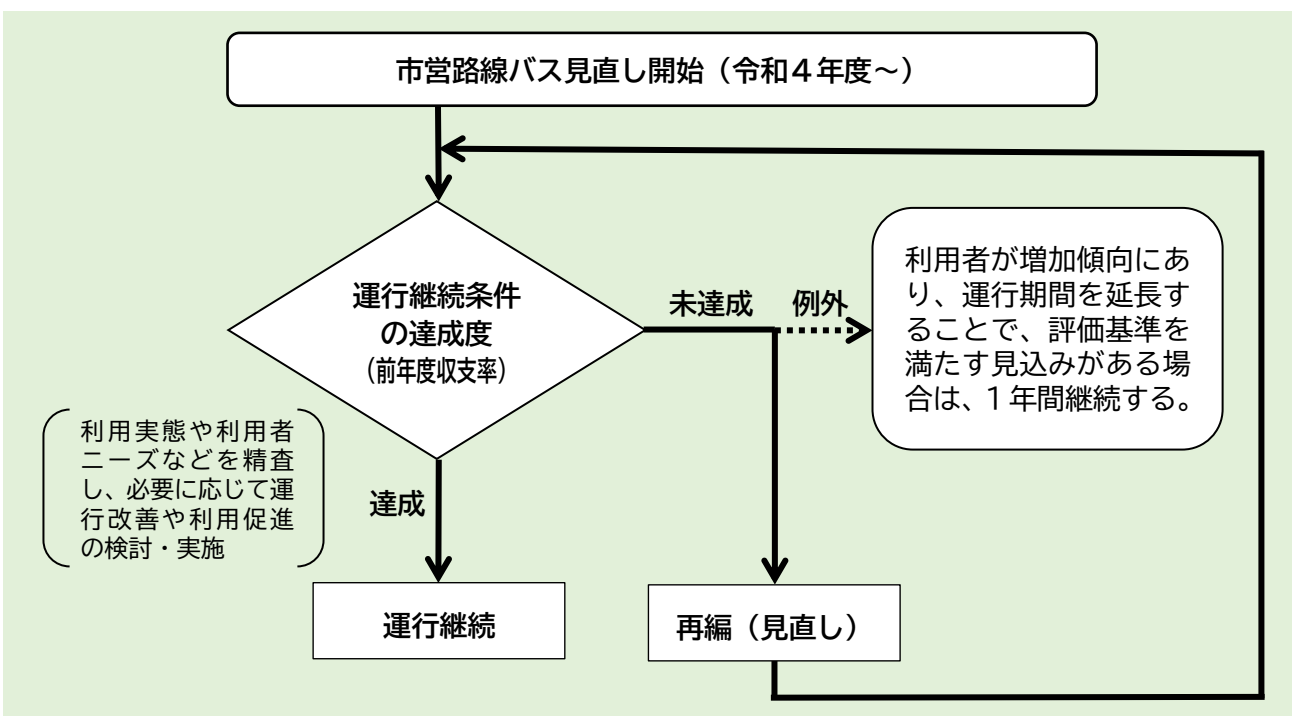 市営路線バス見直し開始（令和４年度～）
運行継続条件
の達成度
（前年度収支率）
未達成
例外
利用者が増加傾向にあ
り、運行期間を延長す
ることで、評価基準を
満たす見込みがある場
合は、１年間継続する。
利用実態や利用者
ニーズなどを精査
し、必要に応じて運
行改善や利用促進
の検討・実施
達成
運行継続
再編（見直し）